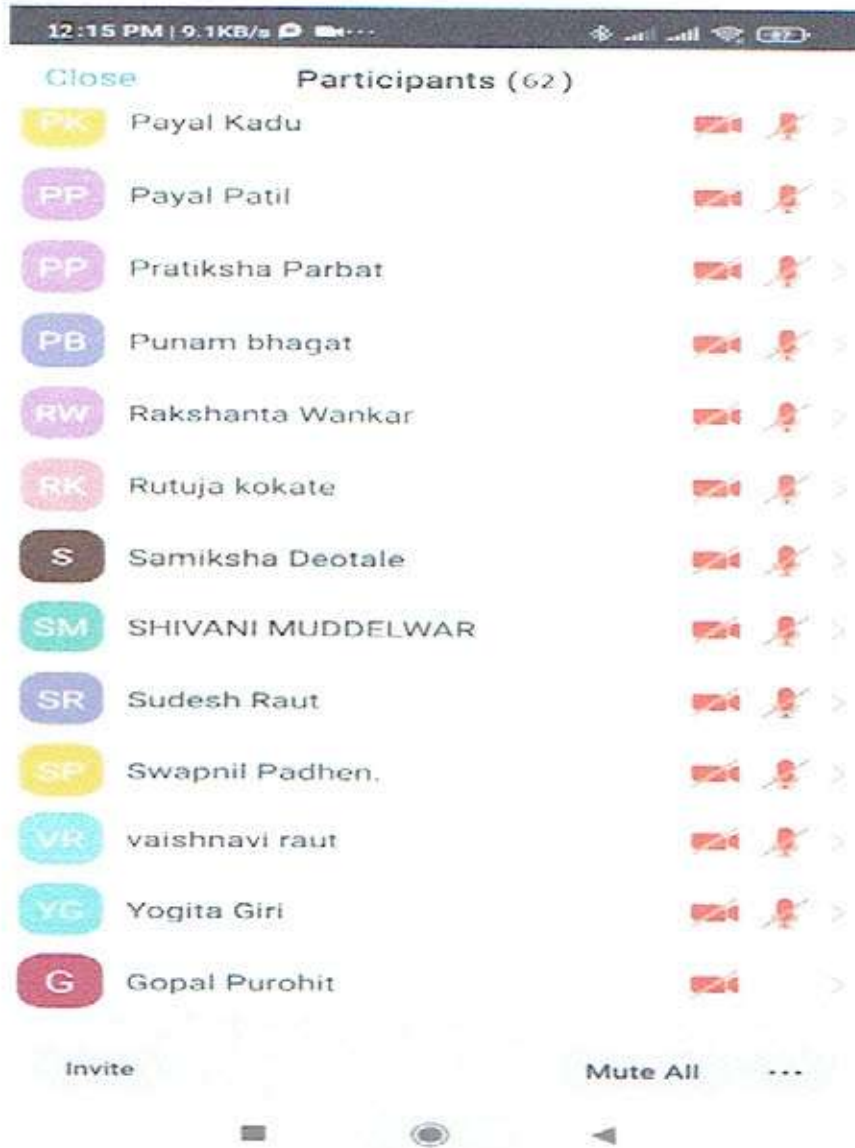 12:15 PM | 9.1KB/s ... 87
Close Participants (62)
PK Payal Kadu
PP Payal Patil
PP Pratiksha Parbat
PB Punam bhagat
RW Rakshanta Wankar
RK Rutuja kokate
S Samiksha Deotale
SM SHIVANI MUDDELWAR
SR Sudesh Raut
SP Swapnil Padhen.
VR vaishnavi raut
YG Yogita Giri
G Gopal Purohit
Invite Mute All ...